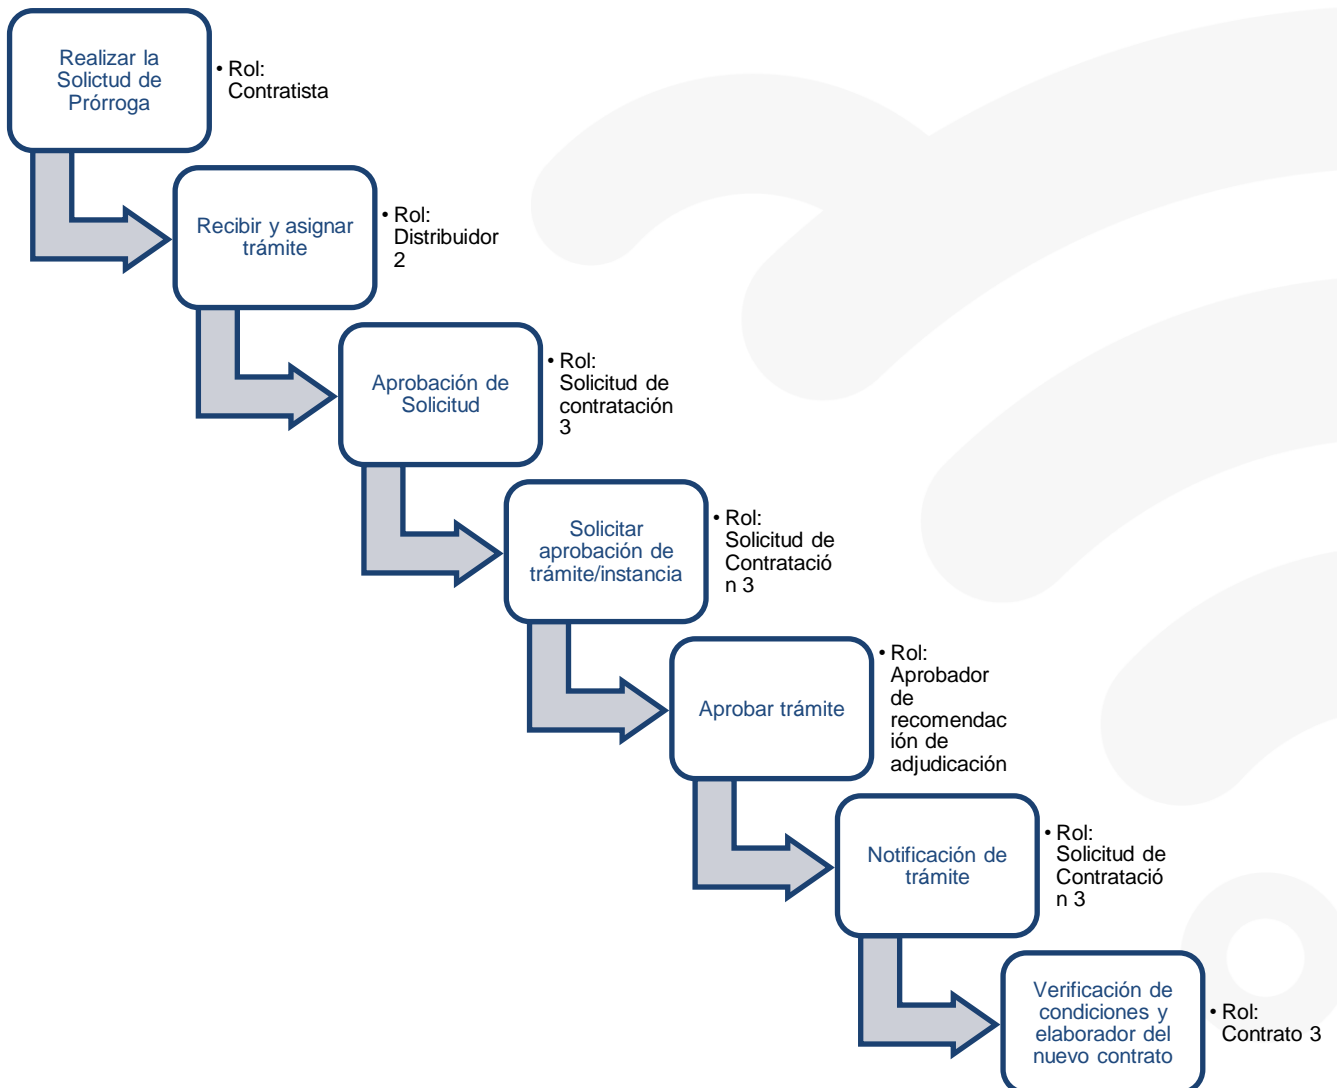 Realizar la
Solictud de
Prórroga
• Rol:
Contratista
Recibir y asignar
trámite
• Rol:
Distribuidor
2
Aprobación de
Solicitud
• Rol:
Solicitud de
contratación
3
Solicitar
aprobación de
trámite/instancia
• Rol:
Solicitud de
Contratació
n 3
Aprobar trámite
• Rol:
Aprobador
de
recomendac
ión de
adjudicación
Notificación de
trámite
• Rol:
Solicitud de
Contratació
n 3
Verificación de
condiciones y
elaborador del
nuevo contrato
• Rol:
Contrato 3